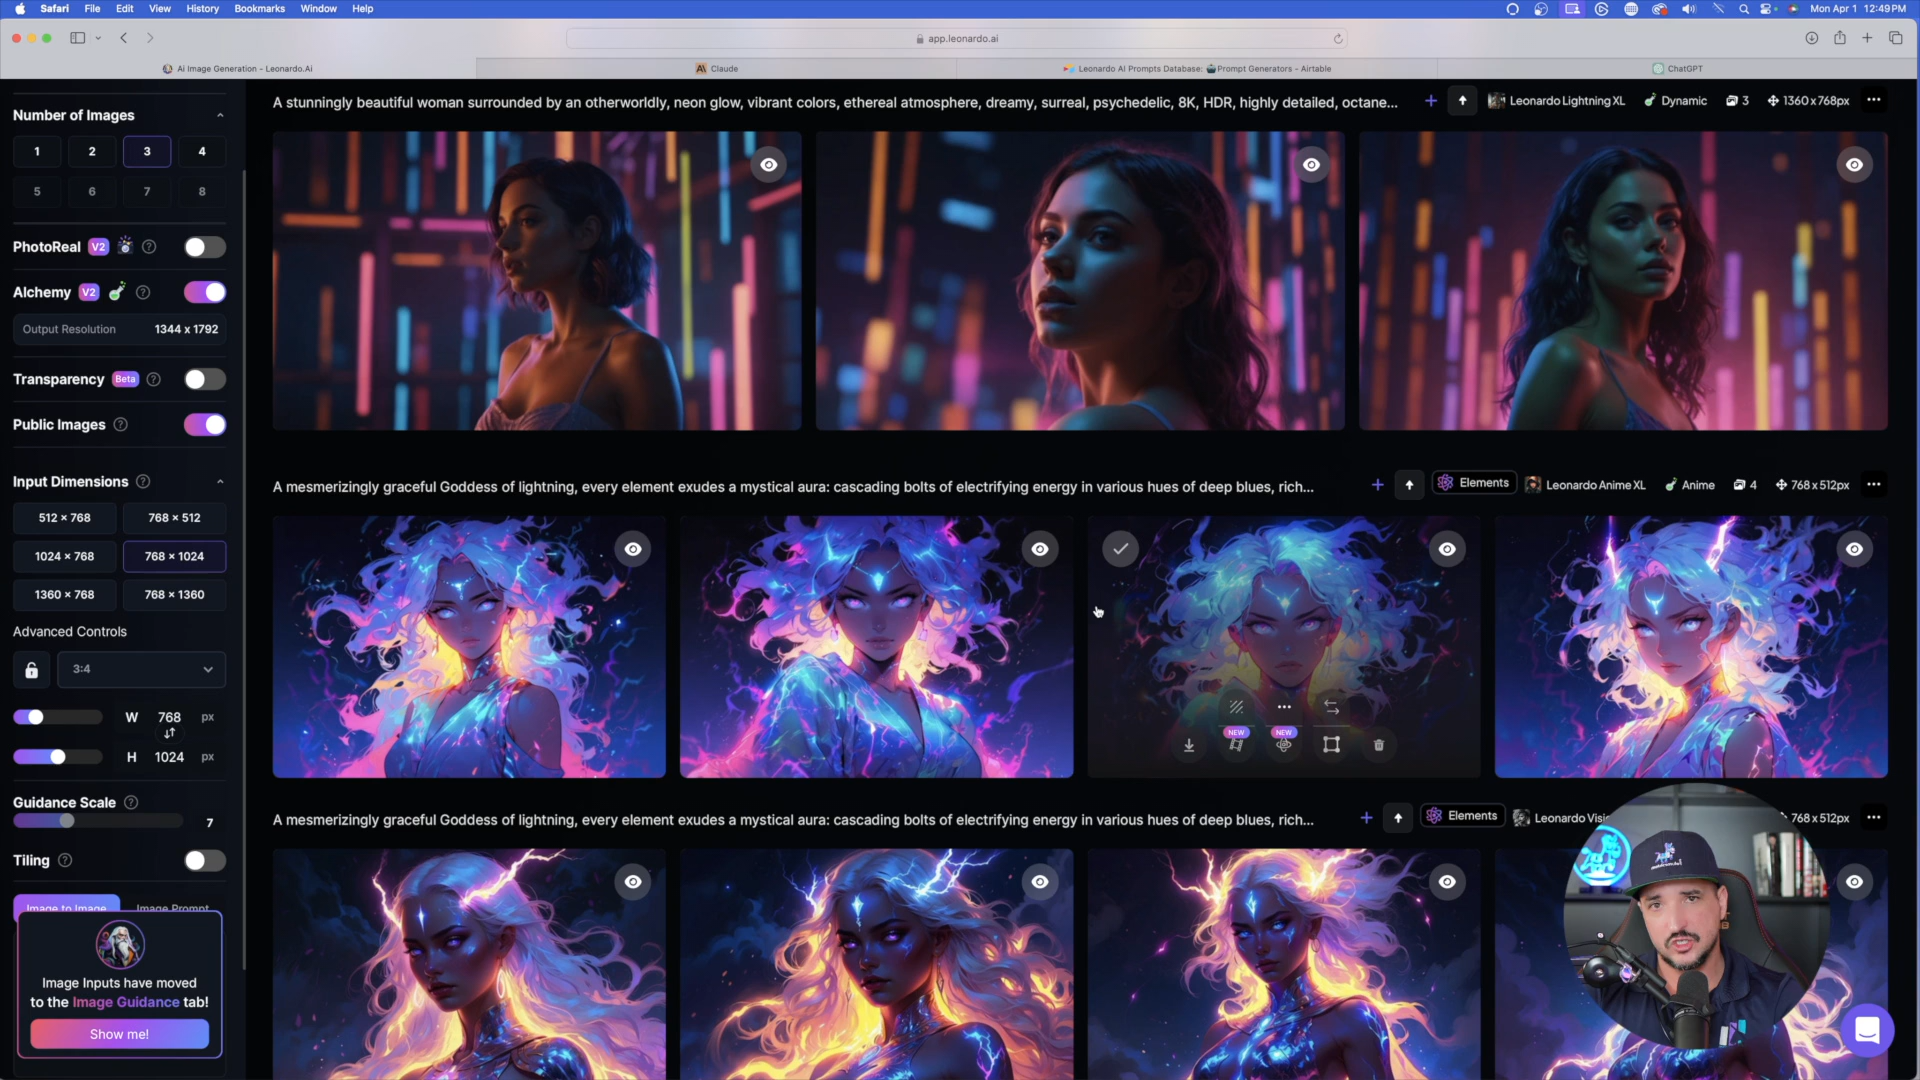 Safari File Edit View History Bookmarks Window Help Mon Apr 1 12:49 PM
app.leonardo.ai
Ai Image Generation - Leonardo.Ai Claude Leonardo AI Prompts Database: Prompt Generators - Airtable ChatGPT
Number of Images
1 2 3 4
5 6 7 8
PhotoReal V2
Alchemy V2
Output Resolution 1344 x 1792
Transparency Beta
Public Images
Input Dimensions
512 × 768 768 × 512
1024 × 768 768 × 1024
1360 × 768 768 × 1360
Advanced Controls
3:4
W 768 px
H 1024 px
Guidance Scale
7
Tiling
Image to Image Image Prompt
Image Inputs have moved
to the Image Guidance tab!
Show me!
A stunningly beautiful woman surrounded by an otherworldly, neon glow, vibrant colors, ethereal atmosphere, dreamy, surreal, psychedelic, 8K, HDR, highly detailed, octane... Leonardo Lightning XL Dynamic 3 1360 x 768px
A mesmerizingly graceful Goddess of lightning, every element exudes a mystical aura: cascading bolts of electrifying energy in various hues of deep blues, rich... Elements Leonardo Anime XL Anime 4 768 x 512px
NEW NEW
A mesmerizingly graceful Goddess of lightning, every element exudes a mystical aura: cascading bolts of electrifying energy in various hues of deep blues, rich... Elements Leonardo Visi 768 x 512px